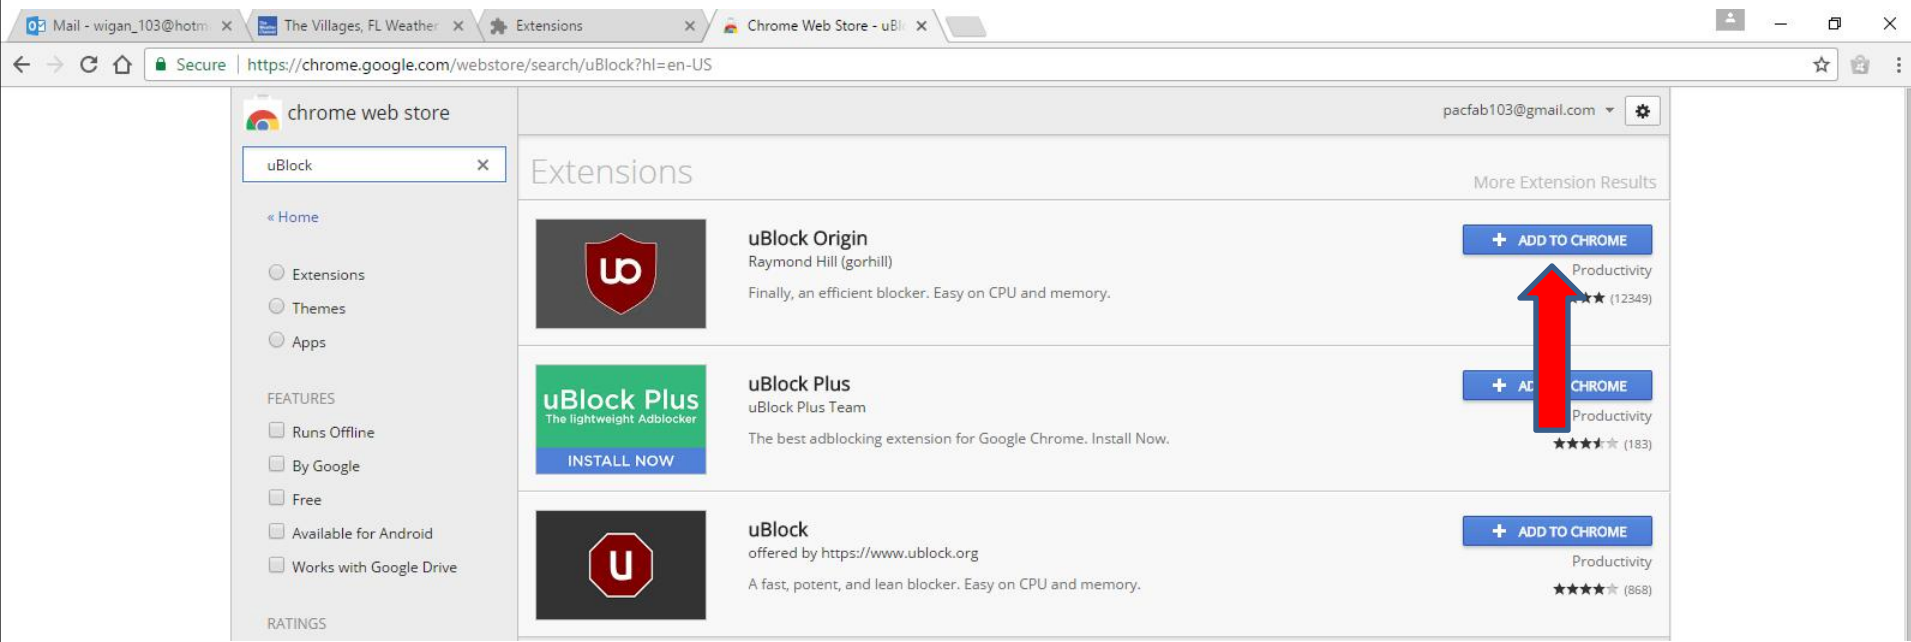 Mail - wigan_103@hotm
The Villages, FL Weather
Extensions
Chrome Web Store - uBl
Secure | https://chrome.google.com/webstore/search/uBlock?hl=en-US
chrome web store
pacfab103@gmail.com
uBlock
Extensions
More Extension Results
« Home
Extensions
Themes
Apps
FEATURES
Runs Offline
By Google
Free
Available for Android
Works with Google Drive
RATINGS
uBlock Origin
Raymond Hill (gorhill)
Finally, an efficient blocker. Easy on CPU and memory.
+ ADD TO CHROME
Productivity
(12349)
uBlock Plus
The lightweight Adblocker
INSTALL NOW
uBlock Plus
uBlock Plus Team
The best adblocking extension for Google Chrome. Install Now.
+ CHROME
Productivity
(183)
U
uBlock
offered by https://www.ublock.org
A fast, potent, and lean blocker. Easy on CPU and memory.
+ ADD TO CHROME
Productivity
(868)